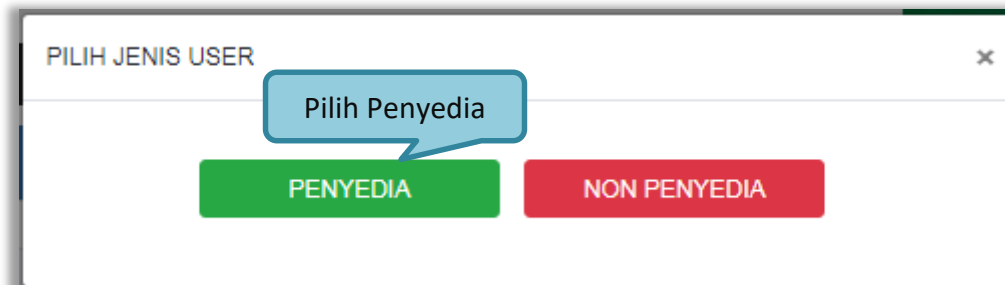 PILIH JENIS USER ×
Pilih Penyedia
PENYEDIA NON PENYEDIA